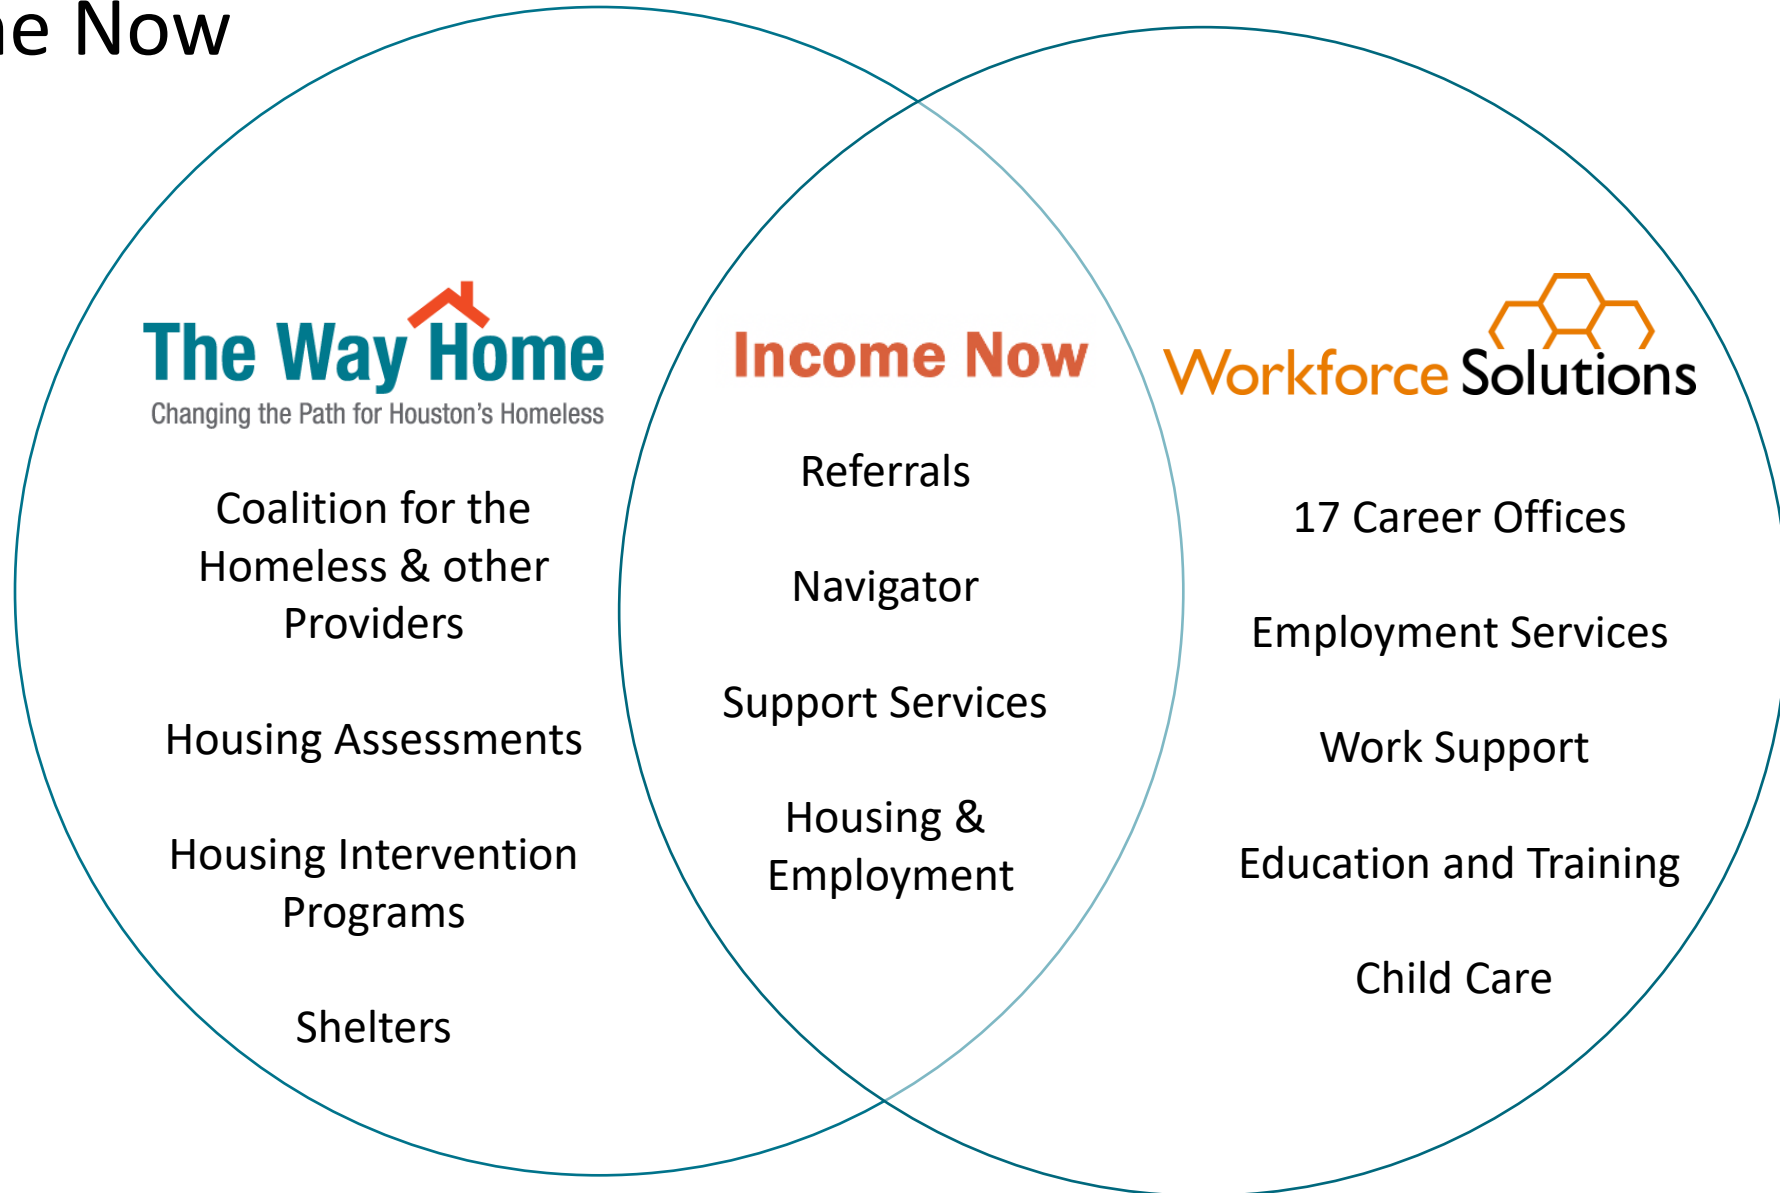 ne Now
The Way Home
Changing the Path for Houston's Homeless
Coalition for the
Homeless & other
Providers
Housing Assessments
Housing Intervention
Programs
Shelters
Income Now
Referrals
Navigator
Support Services
Housing &
Employment
Workforce Solutions
17 Career Offices
Employment Services
Work Support
Education and Training
Child Care